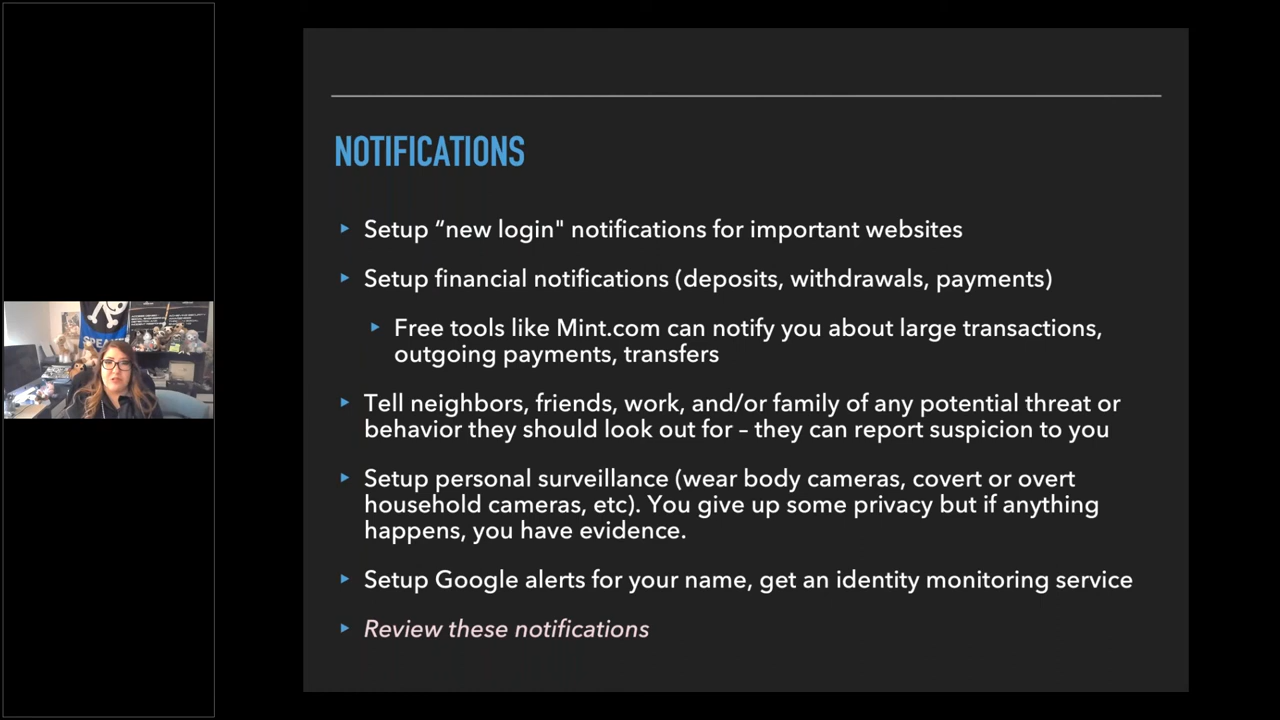 NOTIFICATIONS
Setup “new login" notifications for important websites
Setup financial notifications (deposits, withdrawals, payments)
Free tools like Mint.com can notify you about large transactions,
outgoing payments, transfers
Tell neighbors, friends, work, and/or family of any potential threat or
behavior they should look out for – they can report suspicion to you
Setup personal surveillance (wear body cameras, covert or overt
household cameras, etc). You give up some privacy but if anything
happens, you have evidence.
Setup Google alerts for your name, get an identity monitoring service
Review these notifications